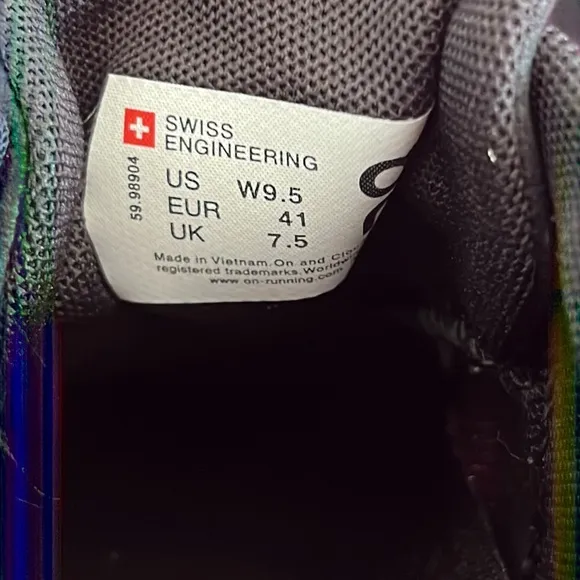 SWISS
ENGINEERING
59.98904
US W9.5
EUR 41
UK 7.5
Made in Vietnam. On and
registered trademarks.
www.on-running.com